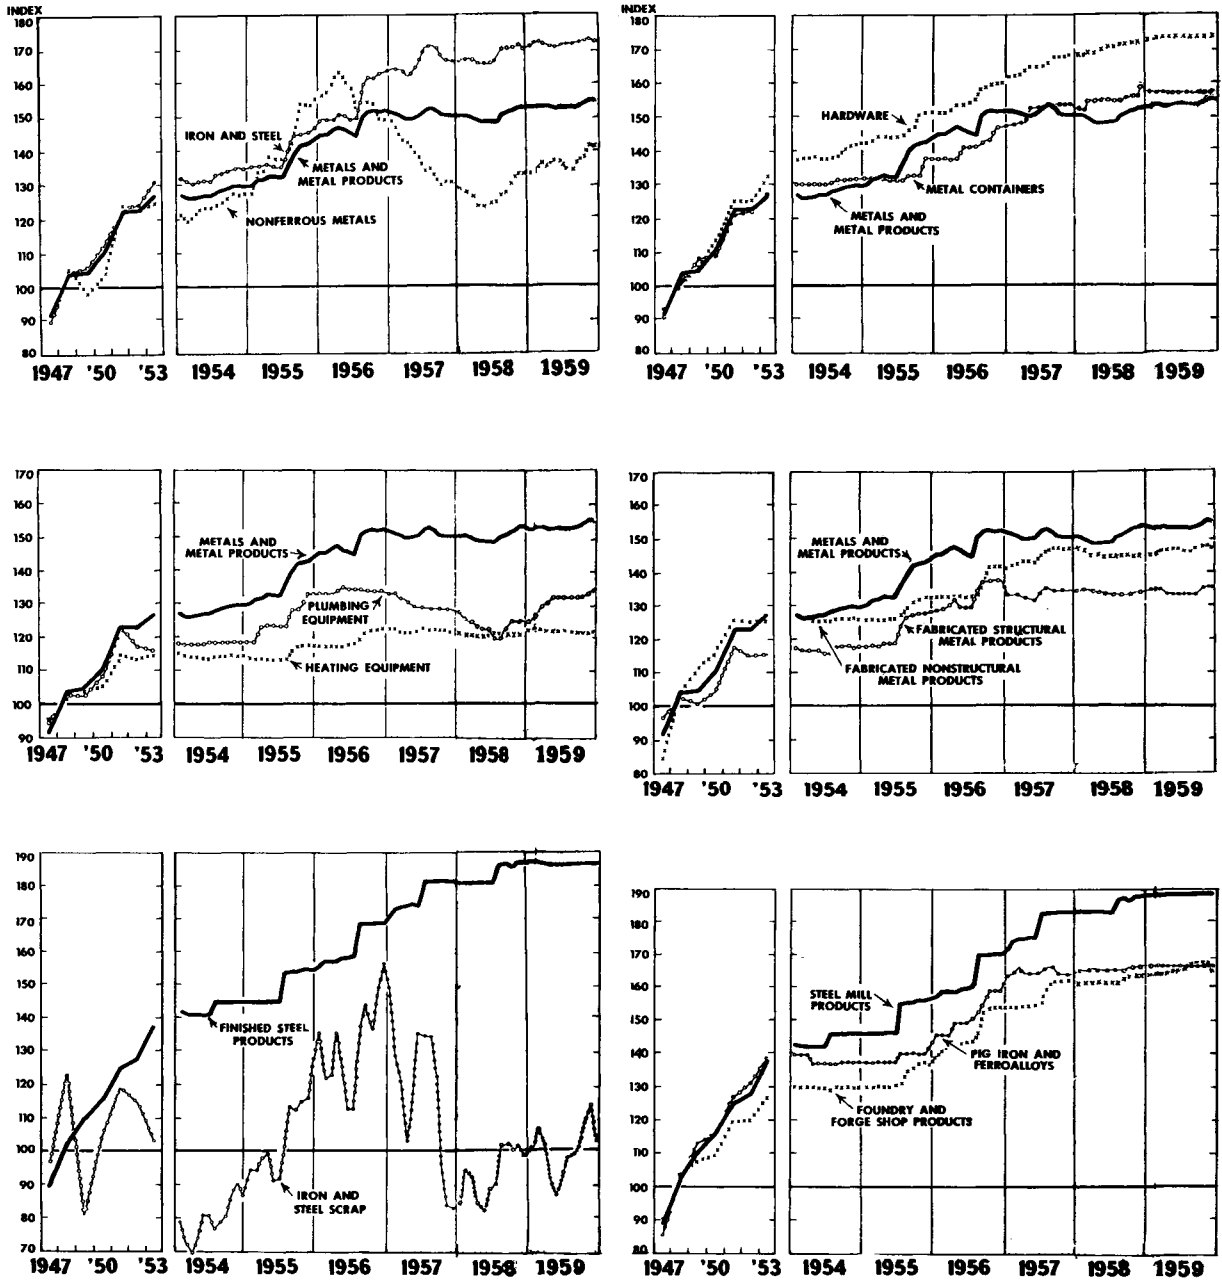 INDEX
180
170
160
150
140
130
120
110
100
90
80
IRON AND STEEL
METALS AND
METAL PRODUCTS
NONFERROUS METALS
1947 '50 '53 1954 1955 1956 1957 1958 1959
INDEX
180
170
160
150
140
130
120
110
100
90
80
HARDWARE
METAL CONTAINERS
METALS AND
METAL PRODUCTS
1947 '50 '53 1954 1955 1956 1957 1958 1959
170
160
150
140
130
120
110
100
90
METALS AND
METAL PRODUCTS
PLUMBING
EQUIPMENT
HEATING EQUIPMENT
1947 '50 '53 1954 1955 1956 1957 1958 1959
170
160
150
140
130
120
110
100
90
80
METALS AND
METAL PRODUCTS
FABRICATED STRUCTURAL
METAL PRODUCTS
FABRICATED NONSTRUCTURAL
METAL PRODUCTS
1947 '50 '53 1954 1955 1956 1957 1958 1959
190
180
170
160
150
140
130
120
110
100
90
80
70
FINISHED STEEL
PRODUCTS
IRON AND
STEEL SCRAP
1947 '50 '53 1954 1955 1956 1957 1958 1959
190
180
170
160
150
140
130
120
110
100
90
80
STEEL MILL
PRODUCTS
PIG IRON AND
FERROALLOYS
FOUNDRY AND
FORGE SHOP PRODUCTS
1947 '50 '53 1954 1955 1956 1957 1958 1959